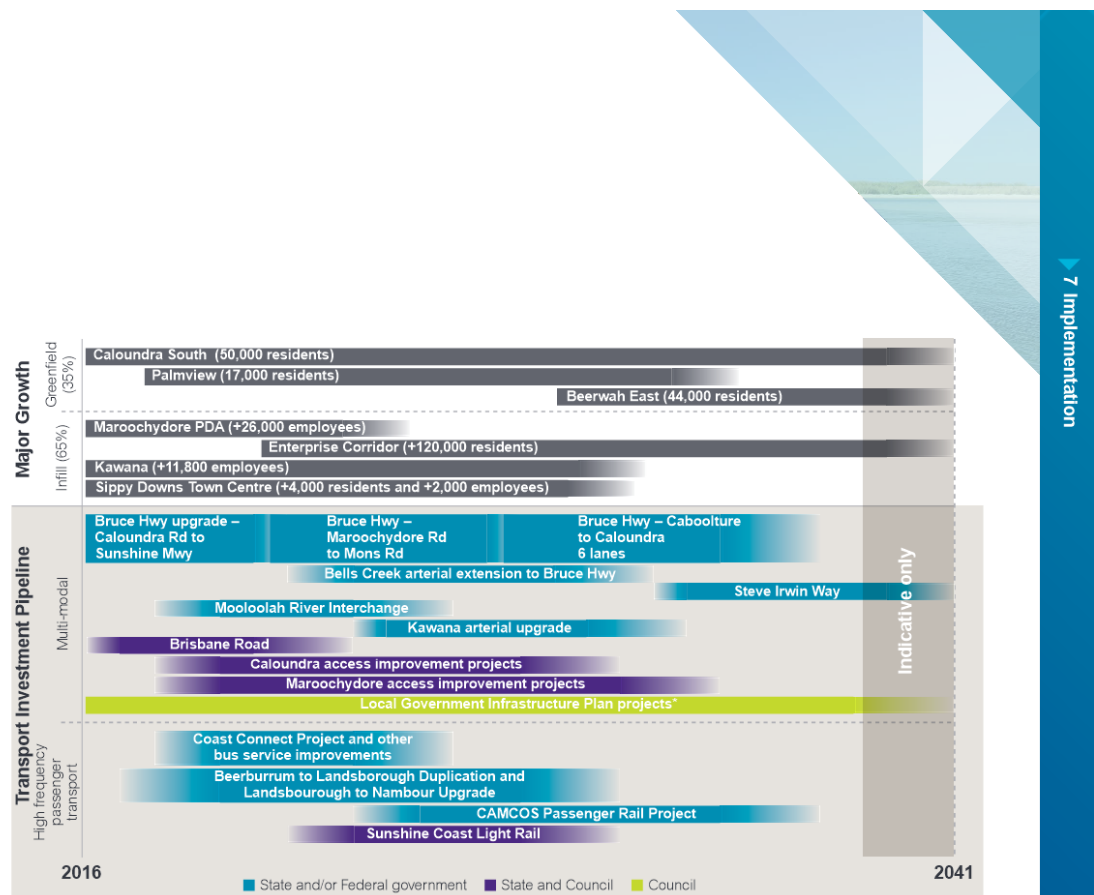 7 Implementation
Major Growth
Greenfield
(35%)
Caloundra South (50,000 residents)
Palmview (17,000 residents)
Beerwah East (44,000 residents)
Infill (65%)
Maroochydore PDA (+26,000 employees)
Enterprise Corridor (+120,000 residents)
Kawana (+11,800 employees)
Sippy Downs Town Centre (+4,000 residents and +2,000 employees)
Transport Investment Pipeline
Multi-modal
Bruce Hwy upgrade –
Caloundra Rd to
Sunshine Mwy
Bruce Hwy –
Maroochydore Rd
to Mons Rd
Bruce Hwy – Caboolture
to Caloundra
6 lanes
Bells Creek arterial extension to Bruce Hwy
Steve Irwin Way
Mooloolah River Interchange
Kawana arterial upgrade
Brisbane Road
Caloundra access improvement projects
Maroochydore access improvement projects
Local Government Infrastructure Plan projects*
High frequency
passenger
transport
Coast Connect Project and other
bus service improvements
Beerburrum to Landsborough Duplication and
Landsbourough to Nambour Upgrade
CAMCOS Passenger Rail Project
Sunshine Coast Light Rail
Indicative only
2016
2041
State and/or Federal government
State and Council
Council